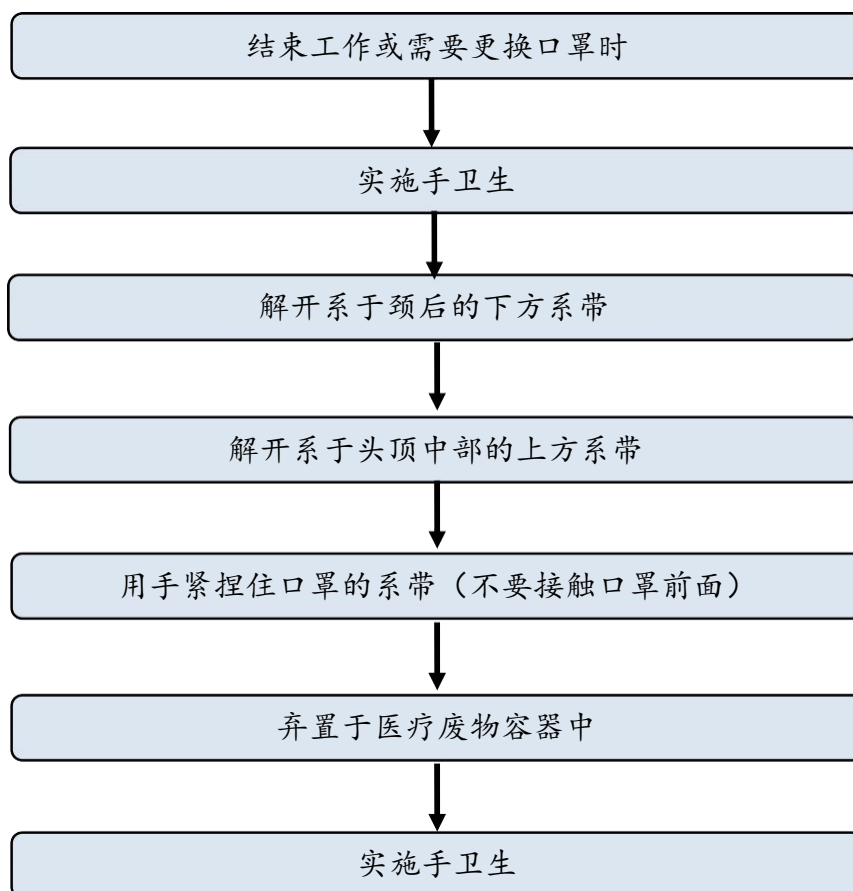 结束工作或需要更换口罩时
实施手卫生
解开系于颈后的下方系带
解开系于头顶中部的上方系带
用手紧捏住口罩的系带（不要接触口罩前面）
弃置于医疗废物容器中
实施手卫生